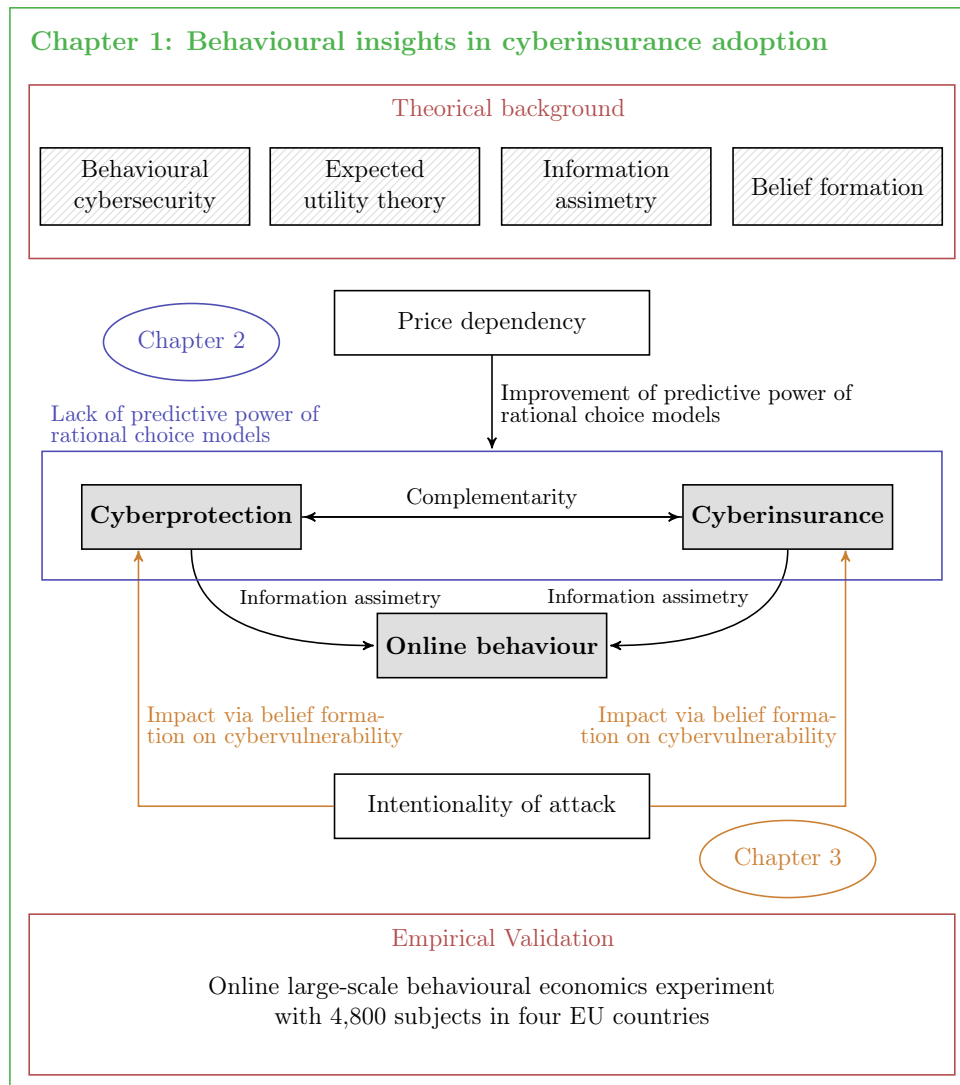 Chapter 1: Behavioural insights in cyberinsurance adoption
Theorical background
Behavioural
cybersecurity
Expected
utility theory
Information
assimetry
Belief formation
Chapter 2
Price dependency
Improvement of predictive power of
rational choice models
Lack of predictive power of
rational choice models
Cyberprotection
Complementarity
Cyberinsurance
Information assimetry
Information assimetry
Online behaviour
Impact via belief forma-
tion on cybervulnerability
Impact via belief forma-
tion on cybervulnerability
Intentionality of attack
Chapter 3
Empirical Validation
Online large-scale behavioural economics experiment
with 4,800 subjects in four EU countries